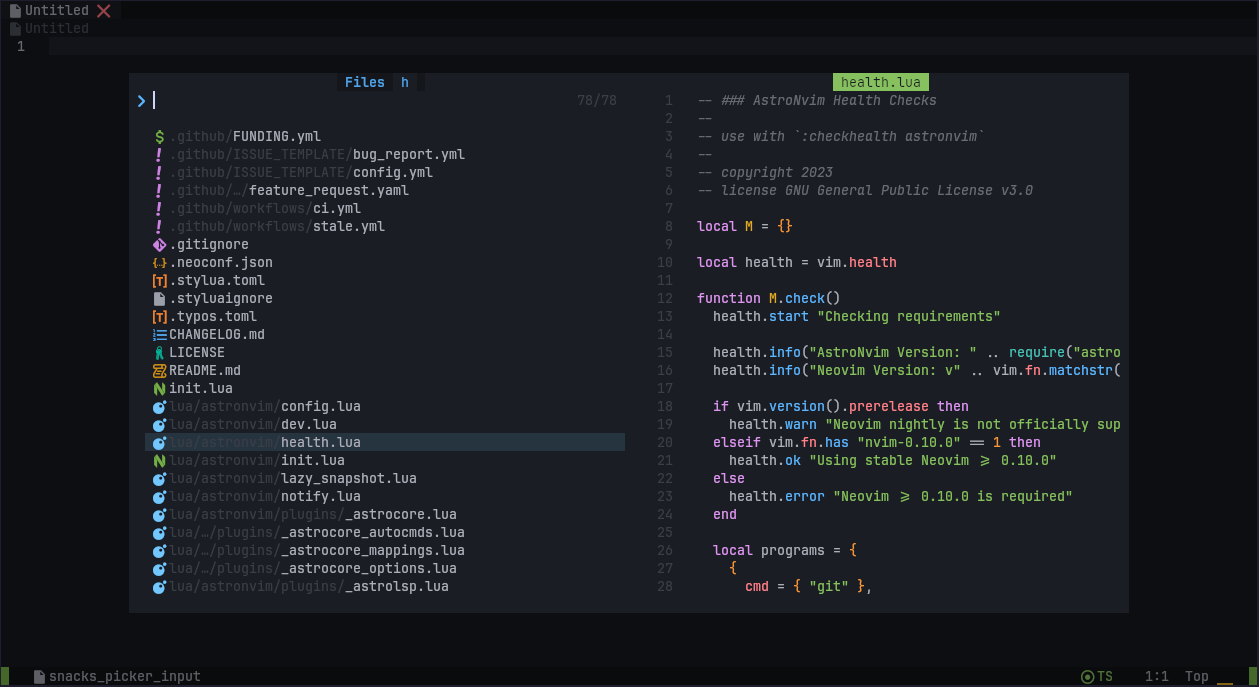 Untitled
Untitled
1
Files h
78/78
.github/FUNDING.yml
.github/ISSUE_TEMPLATE/bug_report.yml
.github/ISSUE_TEMPLATE/config.yml
.github/…/feature_request.yaml
.github/workflows/ci.yml
.github/workflows/stale.yml
.gitignore
.neoconf.json
.stylua.toml
.styluaignore
.typos.toml
CHANGELOG.md
LICENSE
README.md
init.lua
lua/astronvim/config.lua
lua/astronvim/dev.lua
lua/astronvim/health.lua
lua/astronvim/init.lua
lua/astronvim/lazy_snapshot.lua
lua/astronvim/notify.lua
lua/astronvim/plugins/_astrocore.lua
lua/…/plugins/_astrocore_autocmds.lua
lua/…/plugins/_astrocore_mappings.lua
lua/…/plugins/_astrocore_options.lua
lua/astronvim/plugins/_astrolsp.lua
health.lua
1 -- ### AstroNvim Health Checks
2 --
3 -- use with `:checkhealth astronvim`
4 --
5 -- copyright 2023
6 -- license GNU General Public License v3.0
7
8 local M = {}
9
10 local health = vim.health
11
12 function M.check()
13 health.start "Checking requirements"
14
15 health.info("AstroNvim Version: " .. require("astro
16 health.info("Neovim Version: v" .. vim.fn.matchstr(
17
18 if vim.version().prerelease then
19 health.warn "Neovim nightly is not officially sup
20 elseif vim.fn.has "nvim-0.10.0" == 1 then
21 health.ok "Using stable Neovim >= 0.10.0"
22 else
23 health.error "Neovim >= 0.10.0 is required"
24 end
25
26 local programs = {
27 {
28 cmd = { "git" },
snacks_picker_input
TS 1:1 Top